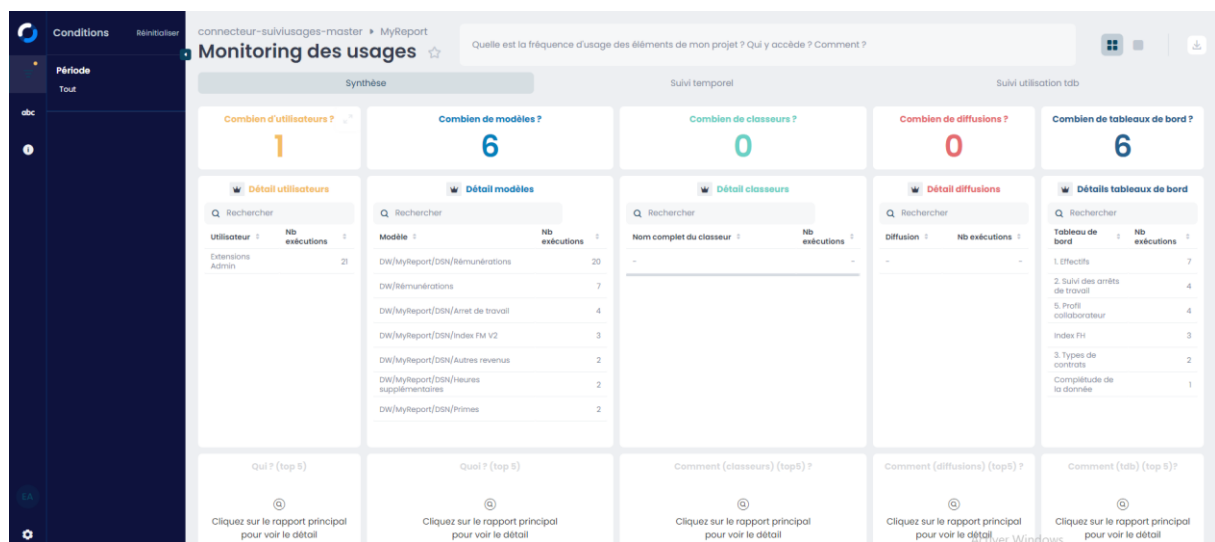 Conditions
Réinitialiser
Période
Tout
abc
EA
connecteur-suiviusages-master ▸ MyReport
Monitoring des usages
Quelle est la fréquence d'usage des éléments de mon projet ? Qui y accède ? Comment ?
Synthèse
Suivi temporel
Suivi utilisation tdb
Combien d'utilisateurs ?
1
Combien de modèles ?
6
Combien de classeurs ?
0
Combien de diffusions ?
0
Combien de tableaux de bord ?
6
Détail utilisateurs
Rechercher
Utilisateur
Nb
exécutions
Extensions
Admin
21
Détail modèles
Rechercher
Modèle
Nb
exécutions
DW/MyReport/DSN/Rémunérations 20
DW/Rémunérations 7
DW/MyReport/DSN/Arret de travail 4
DW/MyReport/DSN/Index FM V2 3
DW/MyReport/DSN/Autres revenus 2
DW/MyReport/DSN/Heures
supplémentaires
2
DW/MyReport/DSN/Primes 2
Détail classeurs
Rechercher
Nom complet du classeur
Nb
exécutions
- -
Détail diffusions
Rechercher
Diffusion
Nb exécutions
- -
Détails tableaux de bord
Rechercher
Tableau de
bord
Nb
exécutions
1. Effectifs 7
2. Suivi des arrêts
de travail
4
5. Profil
collaborateur
4
Index FH 3
3. Types de
contrats
2
Complétude de
la donnée
1
Qui ? (top 5)
Cliquez sur le rapport principal
pour voir le détail
Quoi ? (top 5)
Cliquez sur le rapport principal
pour voir le détail
Comment (classeurs) (top5) ?
Cliquez sur le rapport principal
pour voir le détail
Comment (diffusions) (top5) ?
Cliquez sur le rapport principal
pour voir le détail
Comment (tdb) (top 5)?
Cliquez sur le rapport principal
pour voir le détail
Activer Windows